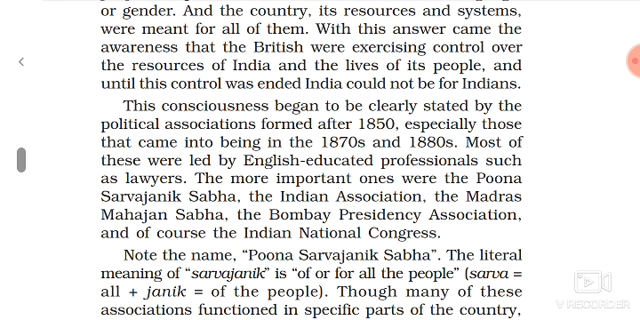 or gender. And the country, its resources and systems,
were meant for all of them. With this answer came the
awareness that the British were exercising control over
the resources of India and the lives of its people, and
until this control was ended India could not be for Indians.
This consciousness began to be clearly stated by the
political associations formed after 1850, especially those
that came into being in the 1870s and 1880s. Most of
these were led by English-educated professionals such
as lawyers. The more important ones were the Poona
Sarvajanik Sabha, the Indian Association, the Madras
Mahajan Sabha, the Bombay Presidency Association,
and of course the Indian National Congress.
Note the name, “Poona Sarvajanik Sabha”. The literal
meaning of “sarvajanik” is “of or for all the people” (sarva =
all + janik = of the people). Though many of these
associations functioned in specific parts of the country,
V RECORDER